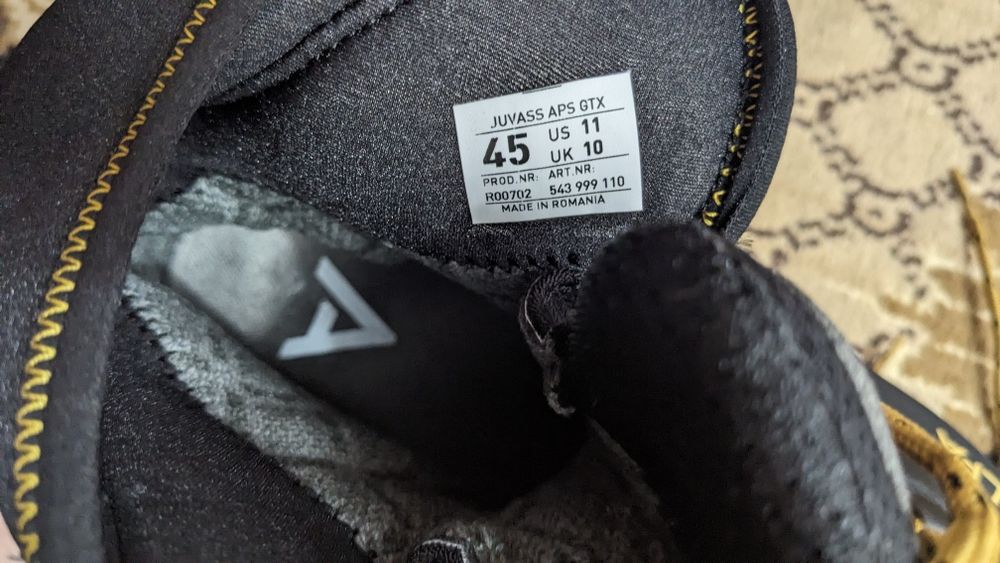 JUVASS APS GTX
45 US 11
UK 10
PROD.NR: ART.NR:
R00702 543 999 110
MADE IN ROMANIA